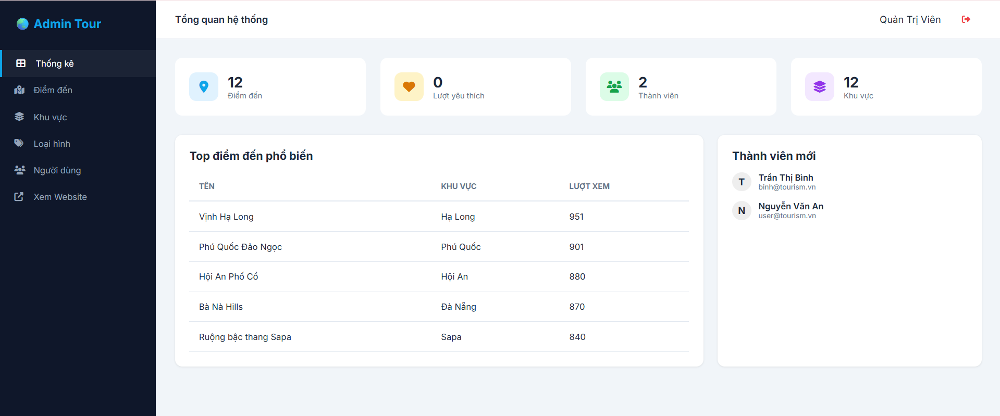 Admin Tour
Thống kê
Điểm đến
Khu vực
Loại hình
Người dùng
Xem Website
Tổng quan hệ thống
Quản Trị Viên
12
Điểm đến
0
Lượt yêu thích
2
Thành viên
12
Khu vực
Top điểm đến phổ biến
TÊN KHU VỰC LƯỢT XEM
Vịnh Hạ Long Hạ Long 951
Phú Quốc Đảo Ngọc Phú Quốc 901
Hội An Phố Cổ Hội An 880
Bà Nà Hills Đà Nẵng 870
Ruộng bậc thang Sapa Sapa 840
Thành viên mới
T Trần Thị Bình
binh@tourism.vn
N Nguyễn Văn An
user@tourism.vn